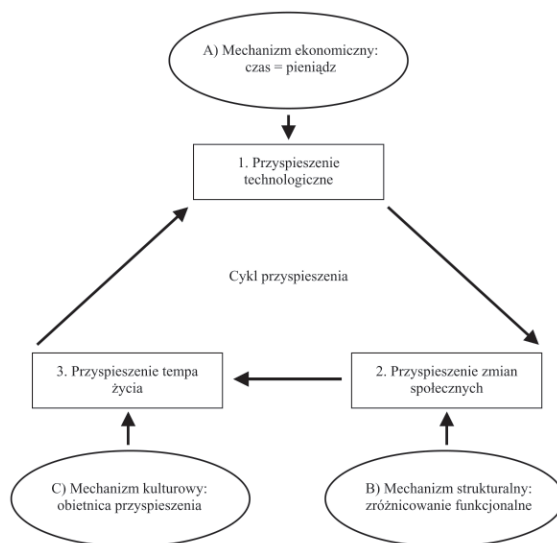 A) Mechanizm ekonomiczny:
czas = pieniądz
1. Przyspieszenie
technologiczne
Cykl przyspieszenia
3. Przyspieszenie tempa
życia
2. Przyspieszenie zmian
społecznych
C) Mechanizm kulturowy:
obietnica przyspieszenia
B) Mechanizm strukturalny:
zróżnicowanie funkcjonalne